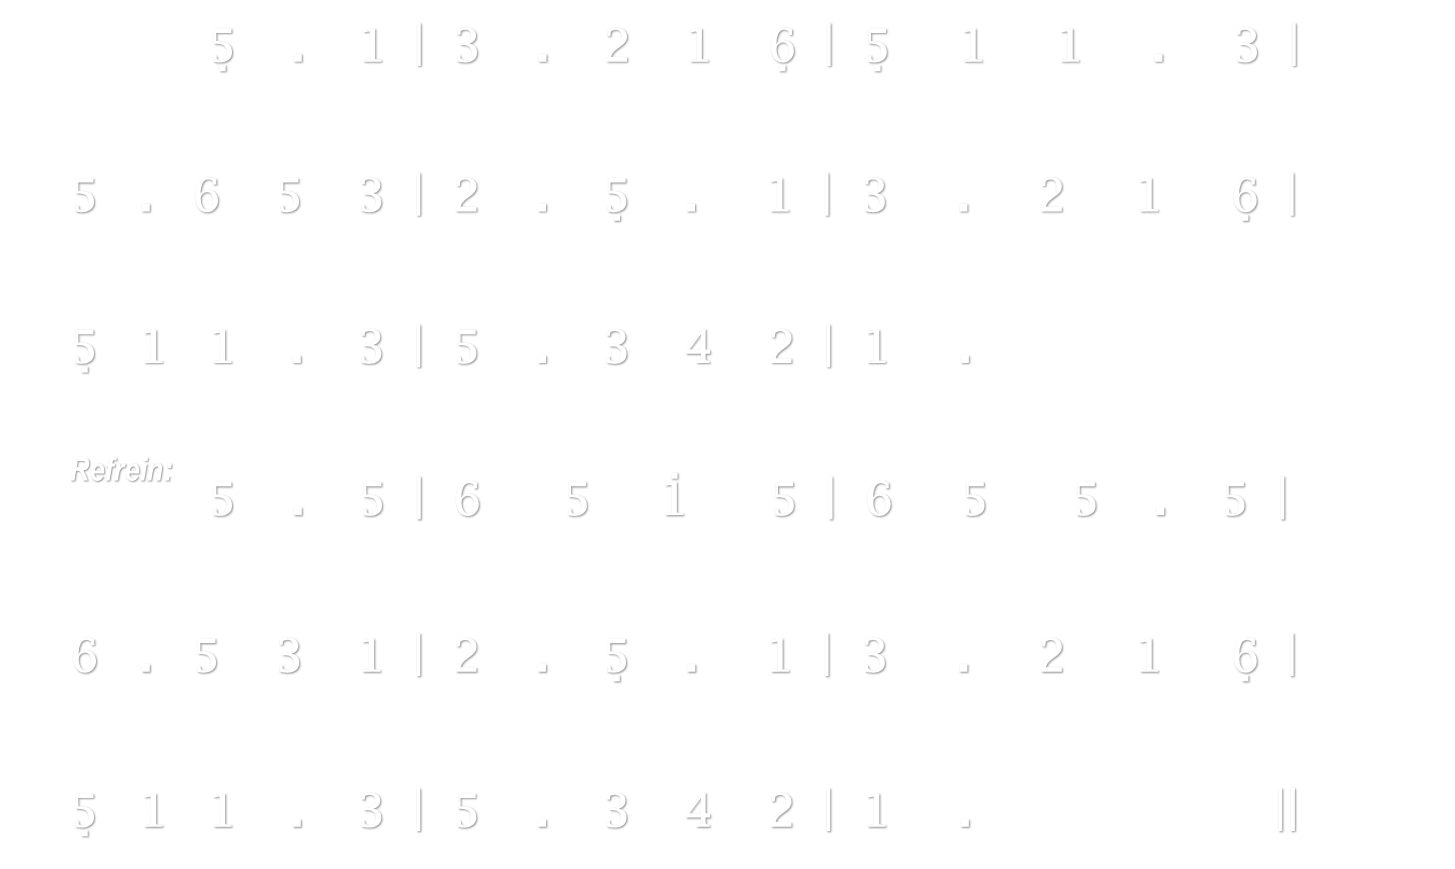 5̣ . 1 | 3 . 2 1 6̣ | 5̣ 1 1 . 3 |
5 . 6 5 3 | 2 . 5̣ . 1 | 3 . 2 1 6̣ |
5̣ 1 1 . 3 | 5 . 3 4 2 | 1 .
Refrein:
5 . 5 | 6 5 1̇ 5 | 6 5 5 . 5 |
6 . 5 3 1 | 2 . 5̣ . 1 | 3 . 2 1 6̣ |
5̣ 1 1 . 3 | 5 . 3 4 2 | 1 . ||